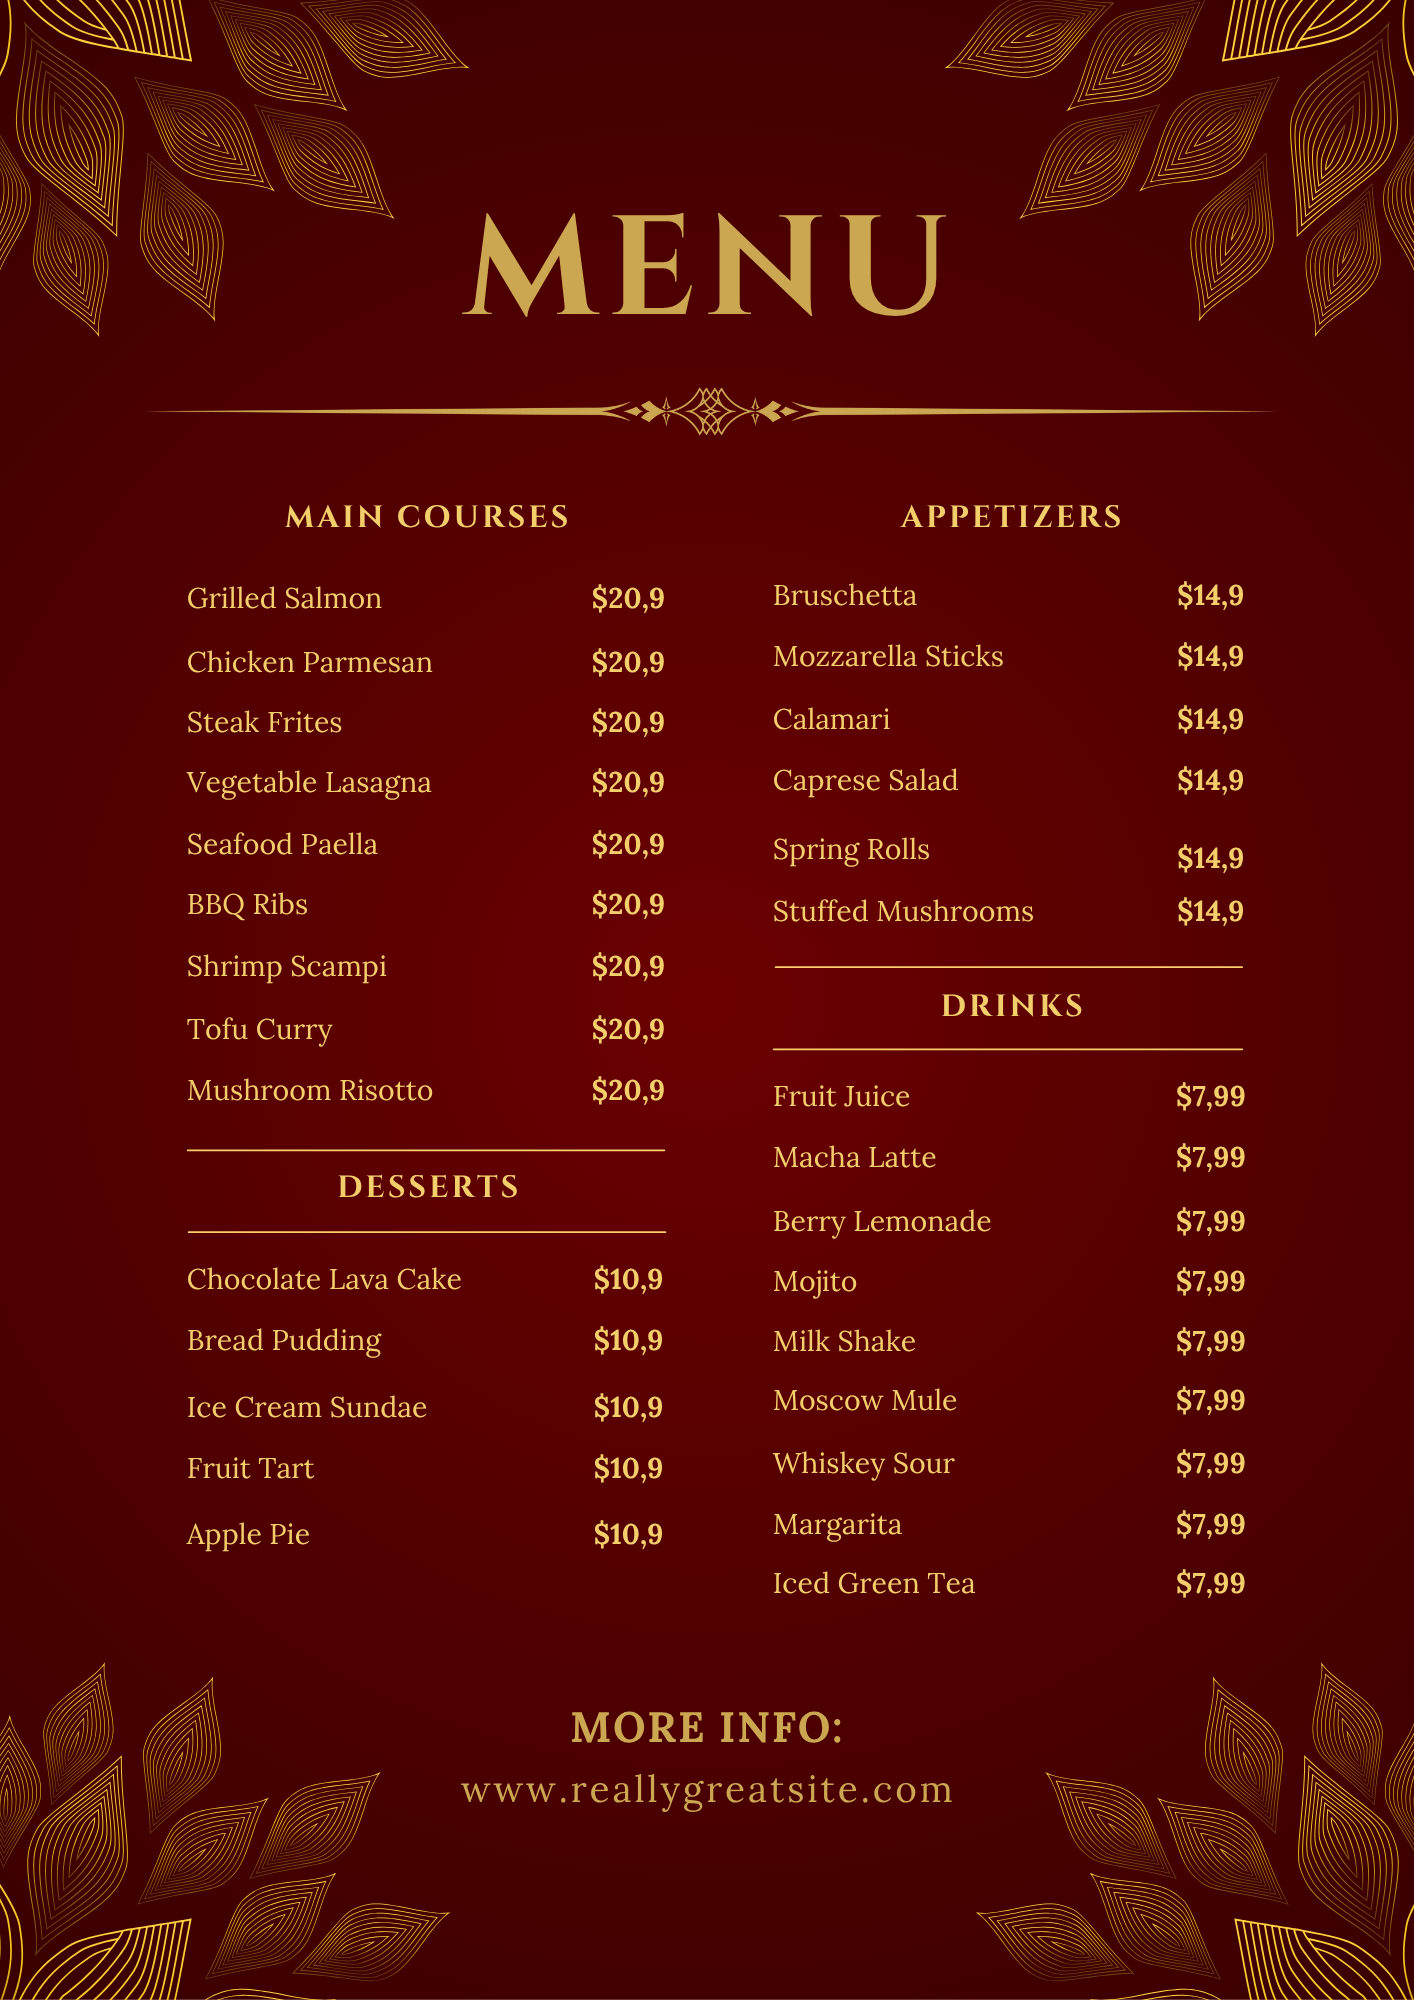 MENU
MAIN COURSES
Grilled Salmon $20,9
Chicken Parmesan $20,9
Steak Frites $20,9
Vegetable Lasagna $20,9
Seafood Paella $20,9
BBQ Ribs $20,9
Shrimp Scampi $20,9
Tofu Curry $20,9
Mushroom Risotto $20,9
DESSERTS
Chocolate Lava Cake $10,9
Bread Pudding $10,9
Ice Cream Sundae $10,9
Fruit Tart $10,9
Apple Pie $10,9
APPETIZERS
Bruschetta $14,9
Mozzarella Sticks $14,9
Calamari $14,9
Caprese Salad $14,9
Spring Rolls $14,9
Stuffed Mushrooms $14,9
DRINKS
Fruit Juice $7,99
Macha Latte $7,99
Berry Lemonade $7,99
Mojito $7,99
Milk Shake $7,99
Moscow Mule $7,99
Whiskey Sour $7,99
Margarita $7,99
Iced Green Tea $7,99
MORE INFO:
www.reallygreatsite.com